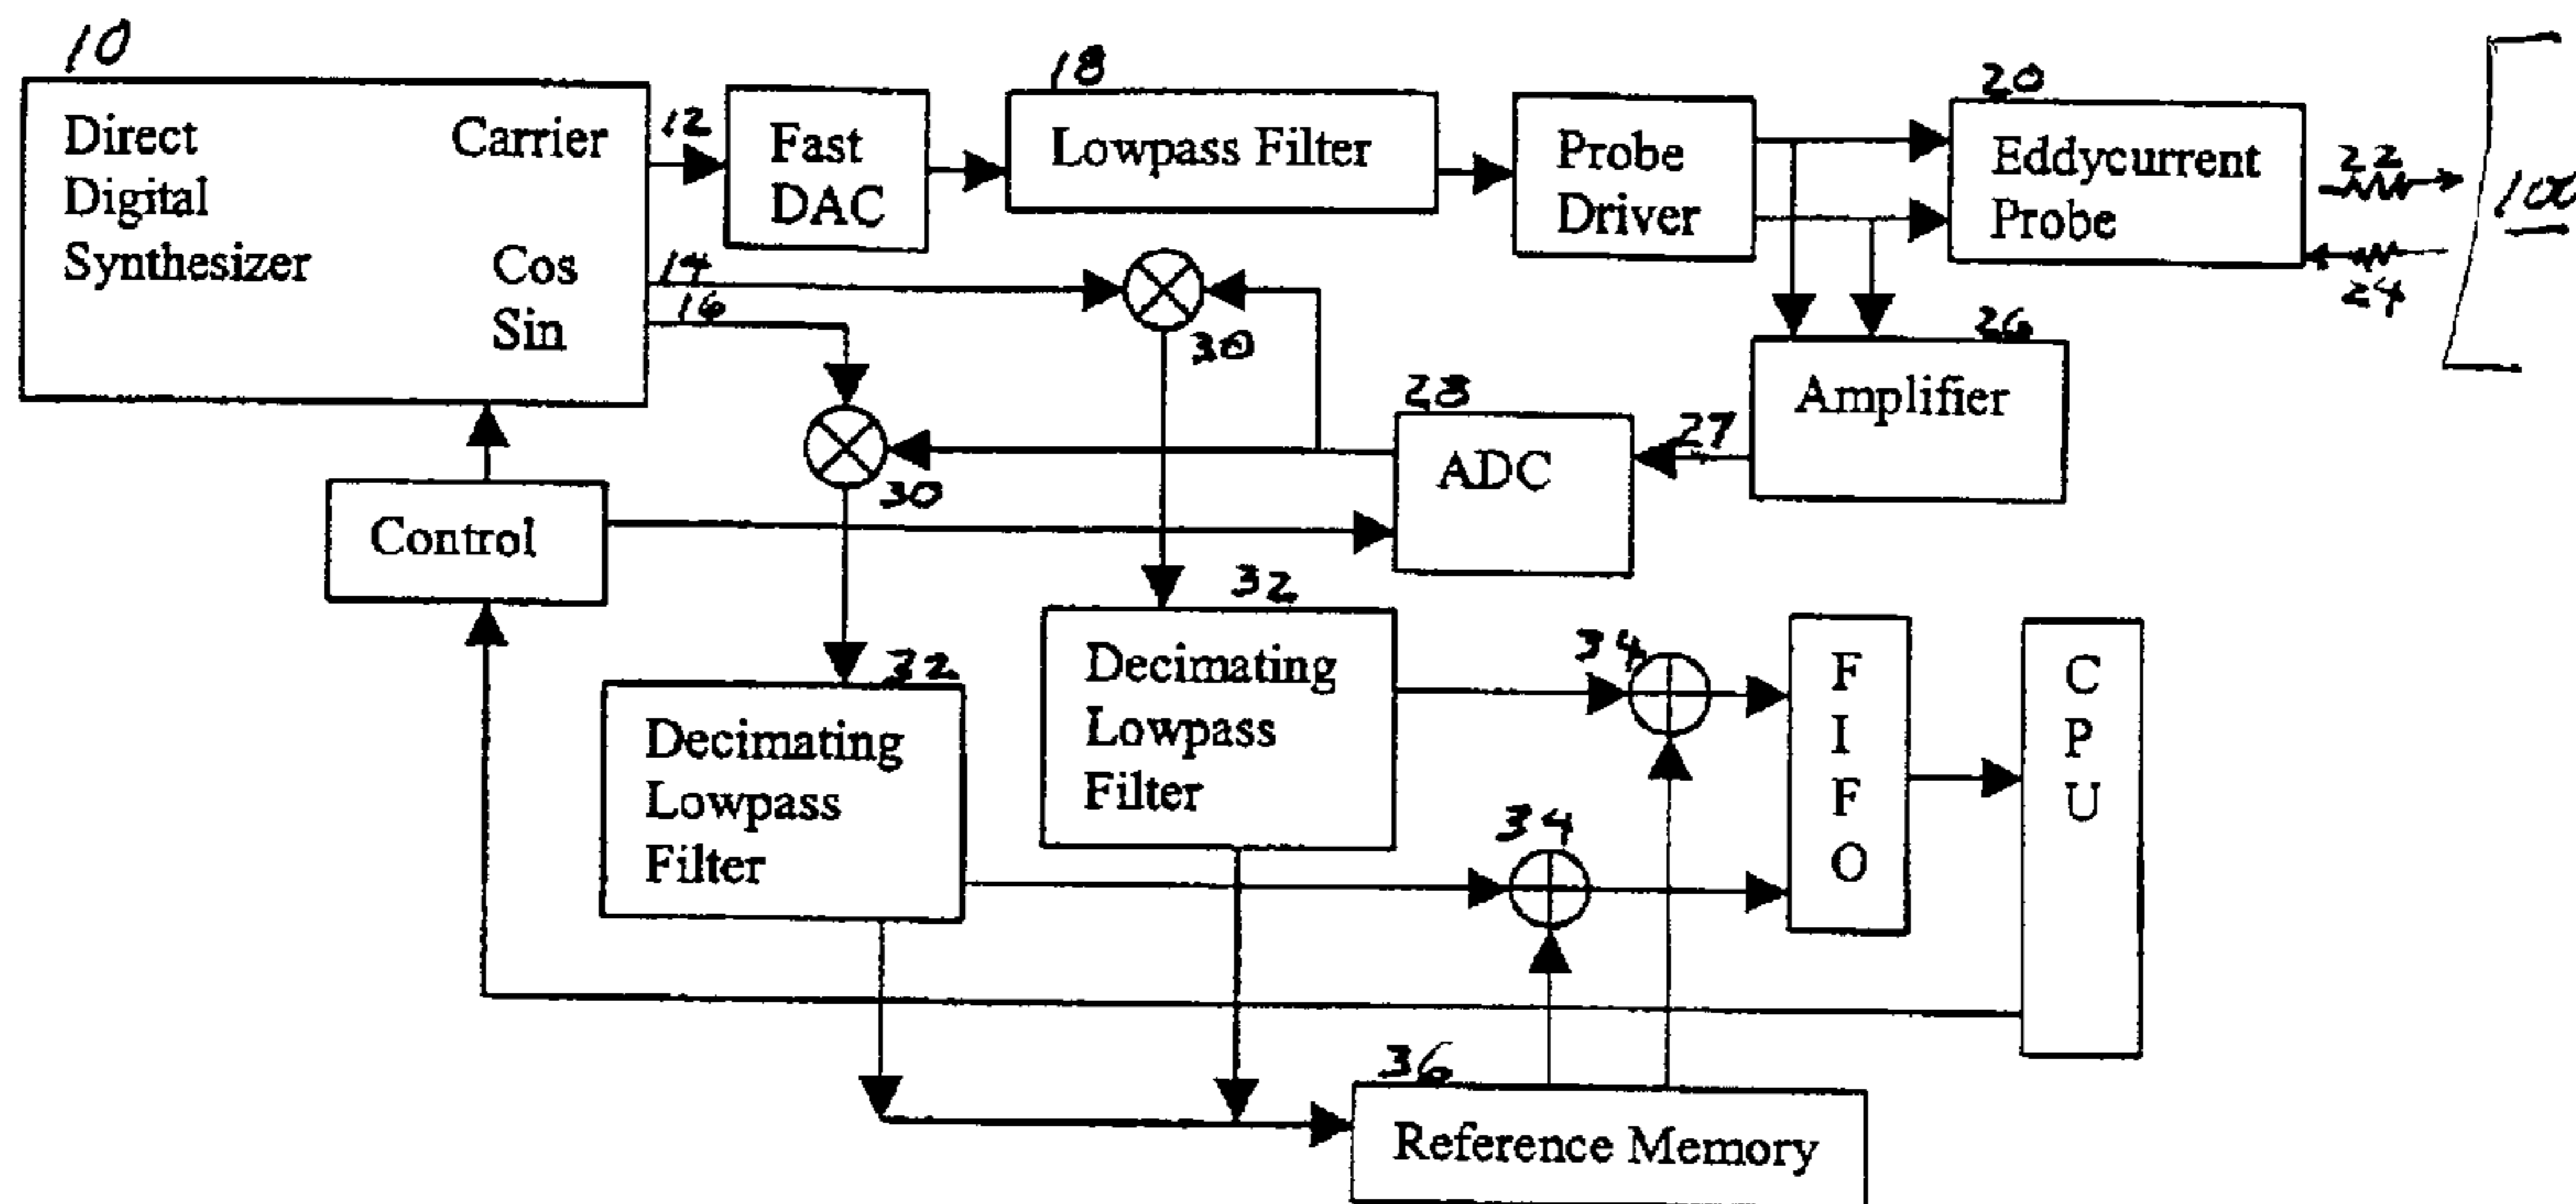 10
Direct
Digital
Synthesizer
Carrier
Cos
Sin
12
14
16
Fast
DAC
18
Lowpass Filter
Probe
Driver
20
Eddycurrent
Probe
22
24
100
30
30
26
Amplifier
27
28
ADC
Control
32
Decimating
Lowpass
Filter
32
Decimating
Lowpass
Filter
34
34
F
I
F
O
C
P
U
36
Reference Memory